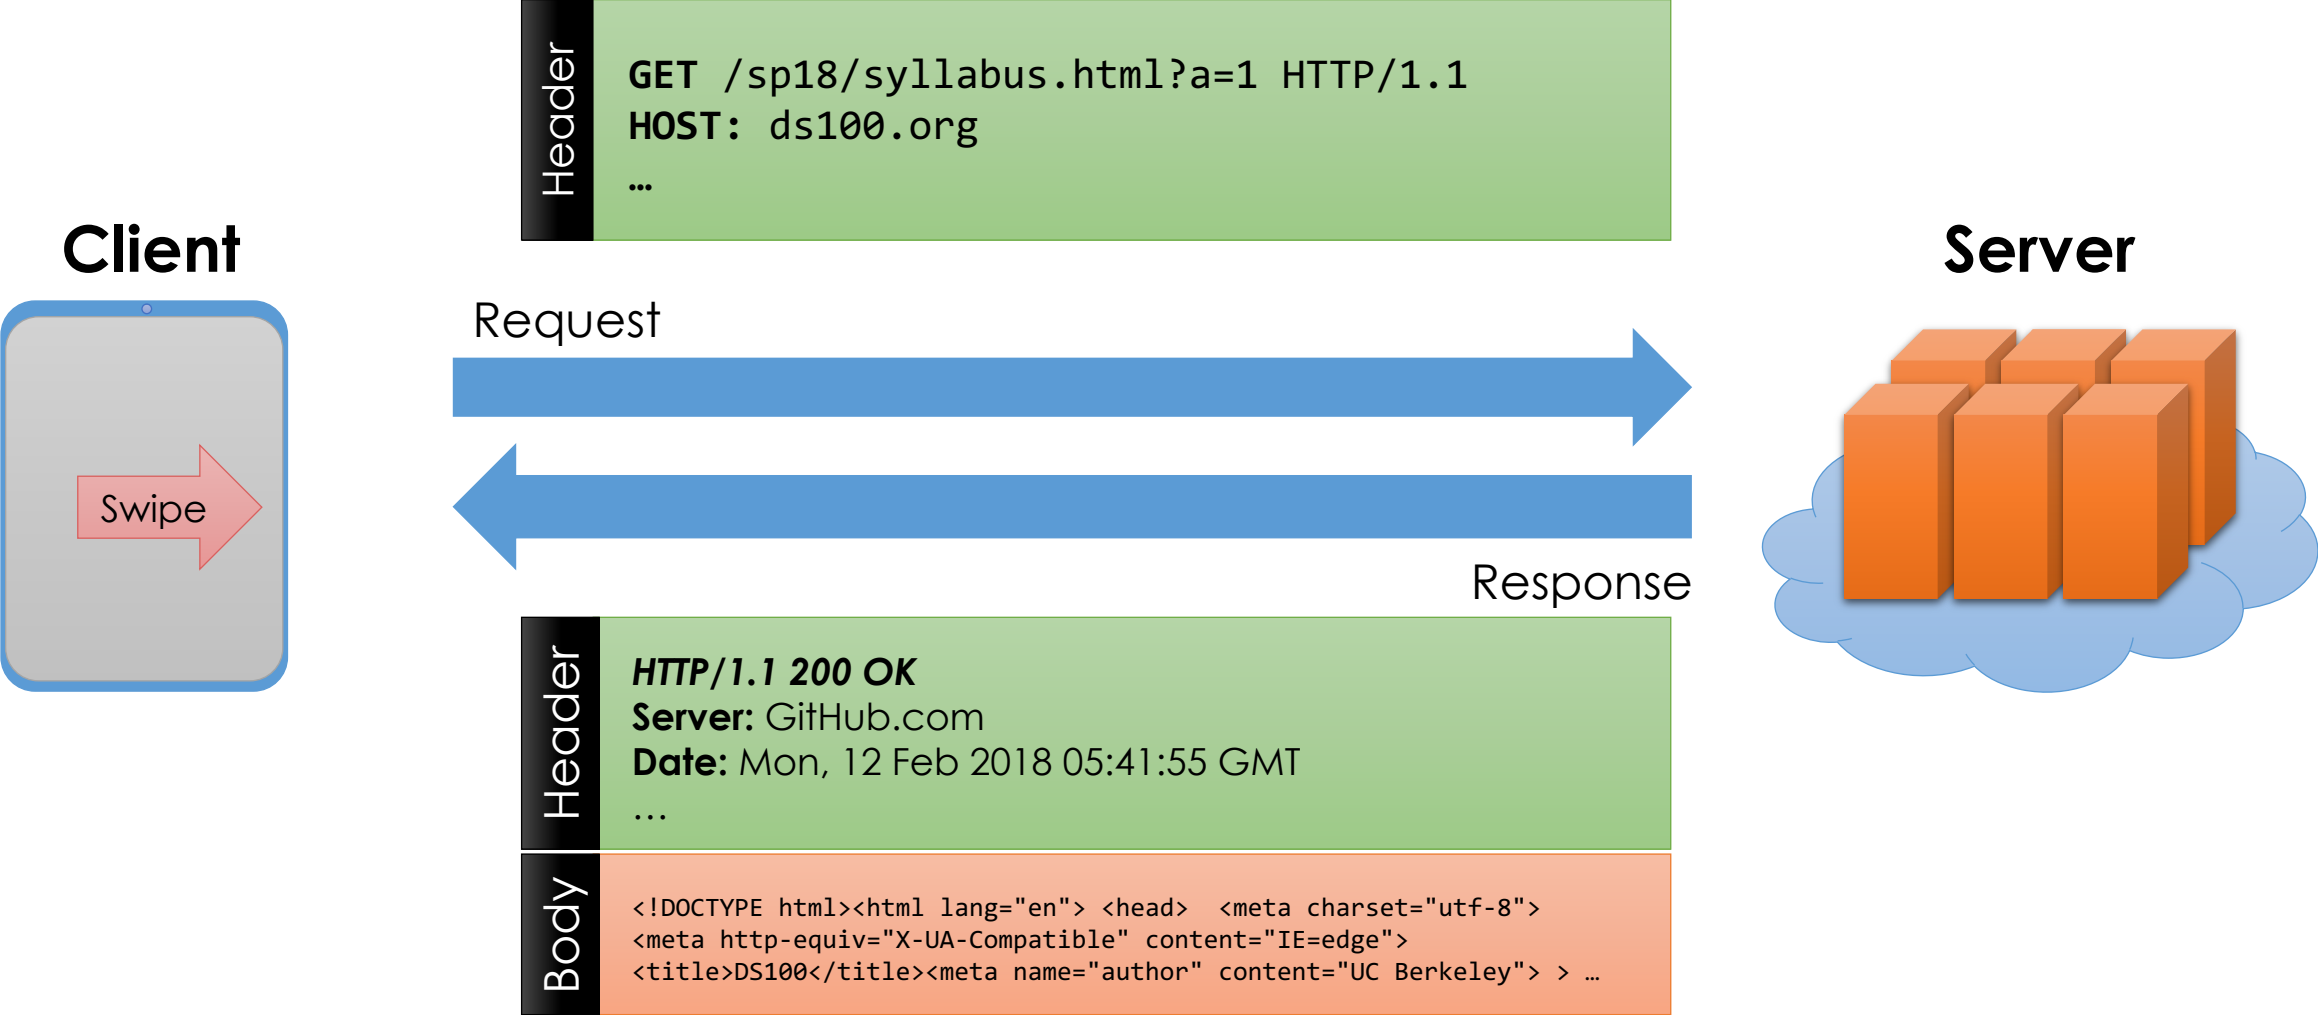 Header
GET /sp18/syllabus.html?a=1 HTTP/1.1
HOST: ds100.org
…
Client
Server
Request
Swipe
Response
Header
HTTP/1.1 200 OK
Server: GitHub.com
Date: Mon, 12 Feb 2018 05:41:55 GMT
…
Body
<!DOCTYPE html><html lang="en"> <head>  <meta charset="utf-8">
<meta http-equiv="X-UA-Compatible" content="IE=edge">
<title>DS100</title><meta name="author" content="UC Berkeley"> > …